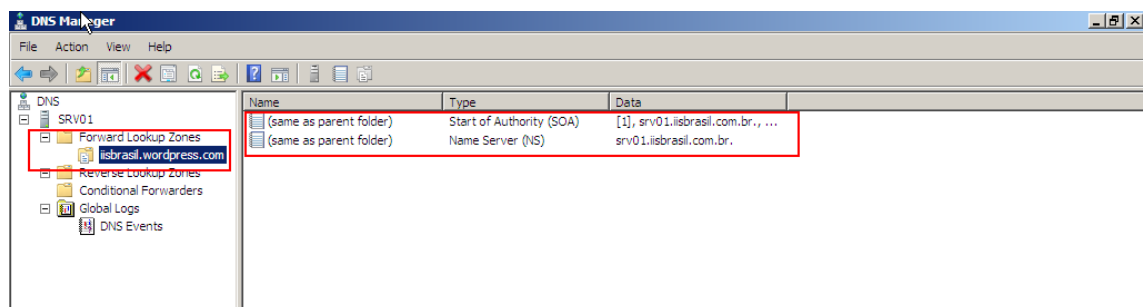 DNS Manager
File Action View Help
DNS
SRV01
Forward Lookup Zones
iisbrasil.wordpress.com
Reverse Lookup Zones
Conditional Forwarders
Global Logs
DNS Events
Name Type Data
(same as parent folder) Start of Authority (SOA) [1], srv01.iisbrasil.com.br., ...
(same as parent folder) Name Server (NS) srv01.iisbrasil.com.br.